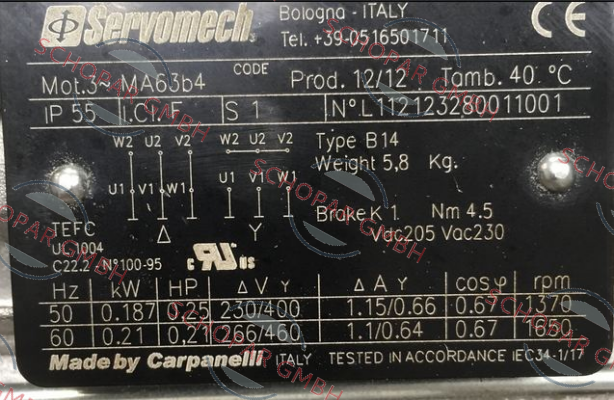 Servomech
Bologna - ITALY
Tel. +39-0516501711
CE
Mot.3~ MA63b4 CODE Prod. 12/12 Tamb. 40 °C
IP 55 I.Cl. F S 1 N°.L112123280011001
W2 U2 V2 W2 U2 V2 Type B14
Weight 5,8 Kg.
U1 V1 W1 U1 V1 W1
Brake K 1 Nm 4.5
Δ Y Vdc205 Vac230
TEFC
UL1004
C22.2 N°100-95 c RU us
Hz kW HP Δ V Y Δ A Y cosφ rpm
50 0.187 0.25 230/400 1.15/0.66 0.67 1370
60 0.21 0,21 266/460 1.1/0.64 0.67 1650
Made by Carpanelli ITALY TESTED IN ACCORDANCE IEC34-1/17
SCHOPAR GMBH